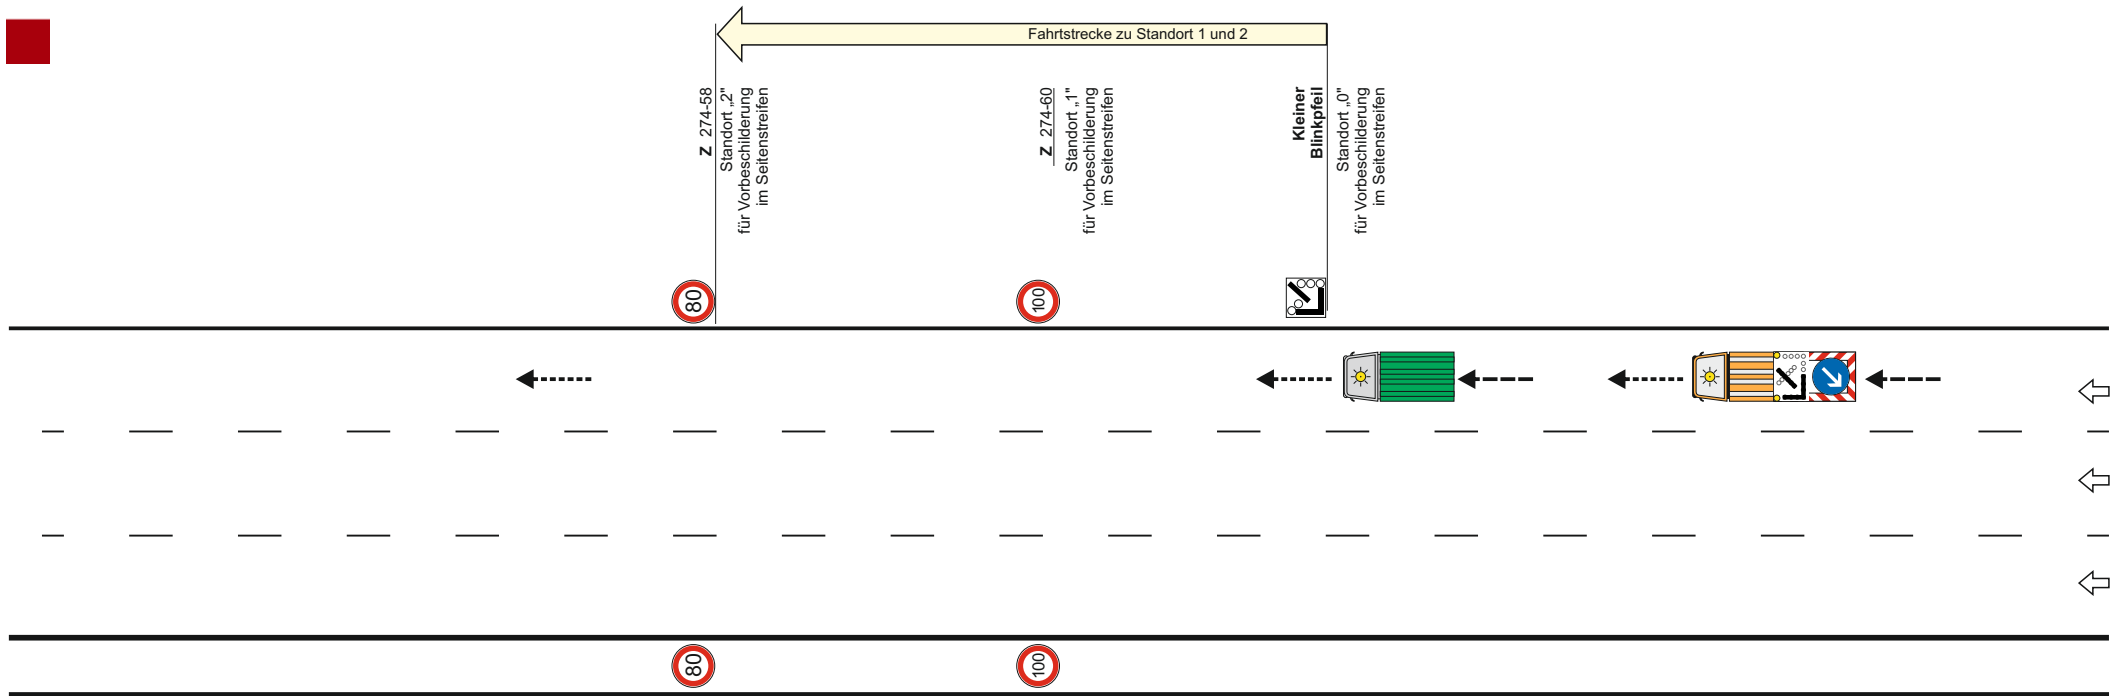 Fahrtstrecke zu Standort 1 und 2
Z 274-58
Standort „2"
für Vorbeschilderung
im Seitenstreifen
Z 274-60
Standort „1"
für Vorbeschilderung
im Seitenstreifen
Kleiner
Blinkpfeil
Standort „0"
für Vorbeschilderung
im Seitenstreifen
80
100
80
100